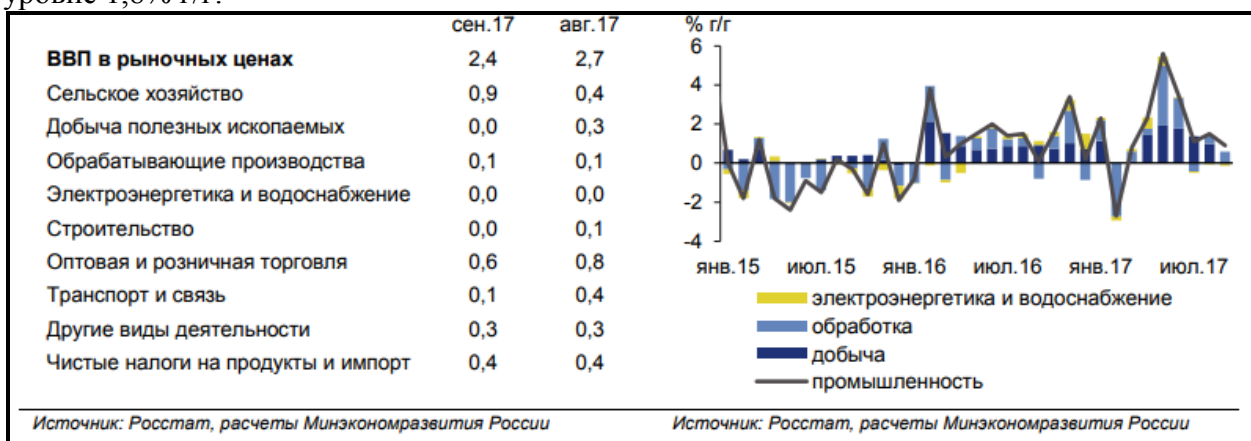 уровне 1,8% г/г.
сен.17 авг.17
ВВП в рыночных ценах 2,4 2,7
Сельское хозяйство 0,9 0,4
Добыча полезных ископаемых 0,0 0,3
Обрабатывающие производства 0,1 0,1
Электроэнергетика и водоснабжение 0,0 0,0
Строительство 0,0 0,1
Оптовая и розничная торговля 0,6 0,8
Транспорт и связь 0,1 0,4
Другие виды деятельности 0,3 0,3
Чистые налоги на продукты и импорт 0,4 0,4
Источник: Росстат, расчеты Минэкономразвития России
% г/г
6
4
2
0
-2
-4
янв.15 июл.15 янв.16 июл.16 янв.17 июл.17
электроэнергетика и водоснабжение
обработка
добыча
промышленность
Источник: Росстат, расчеты Минэкономразвития России